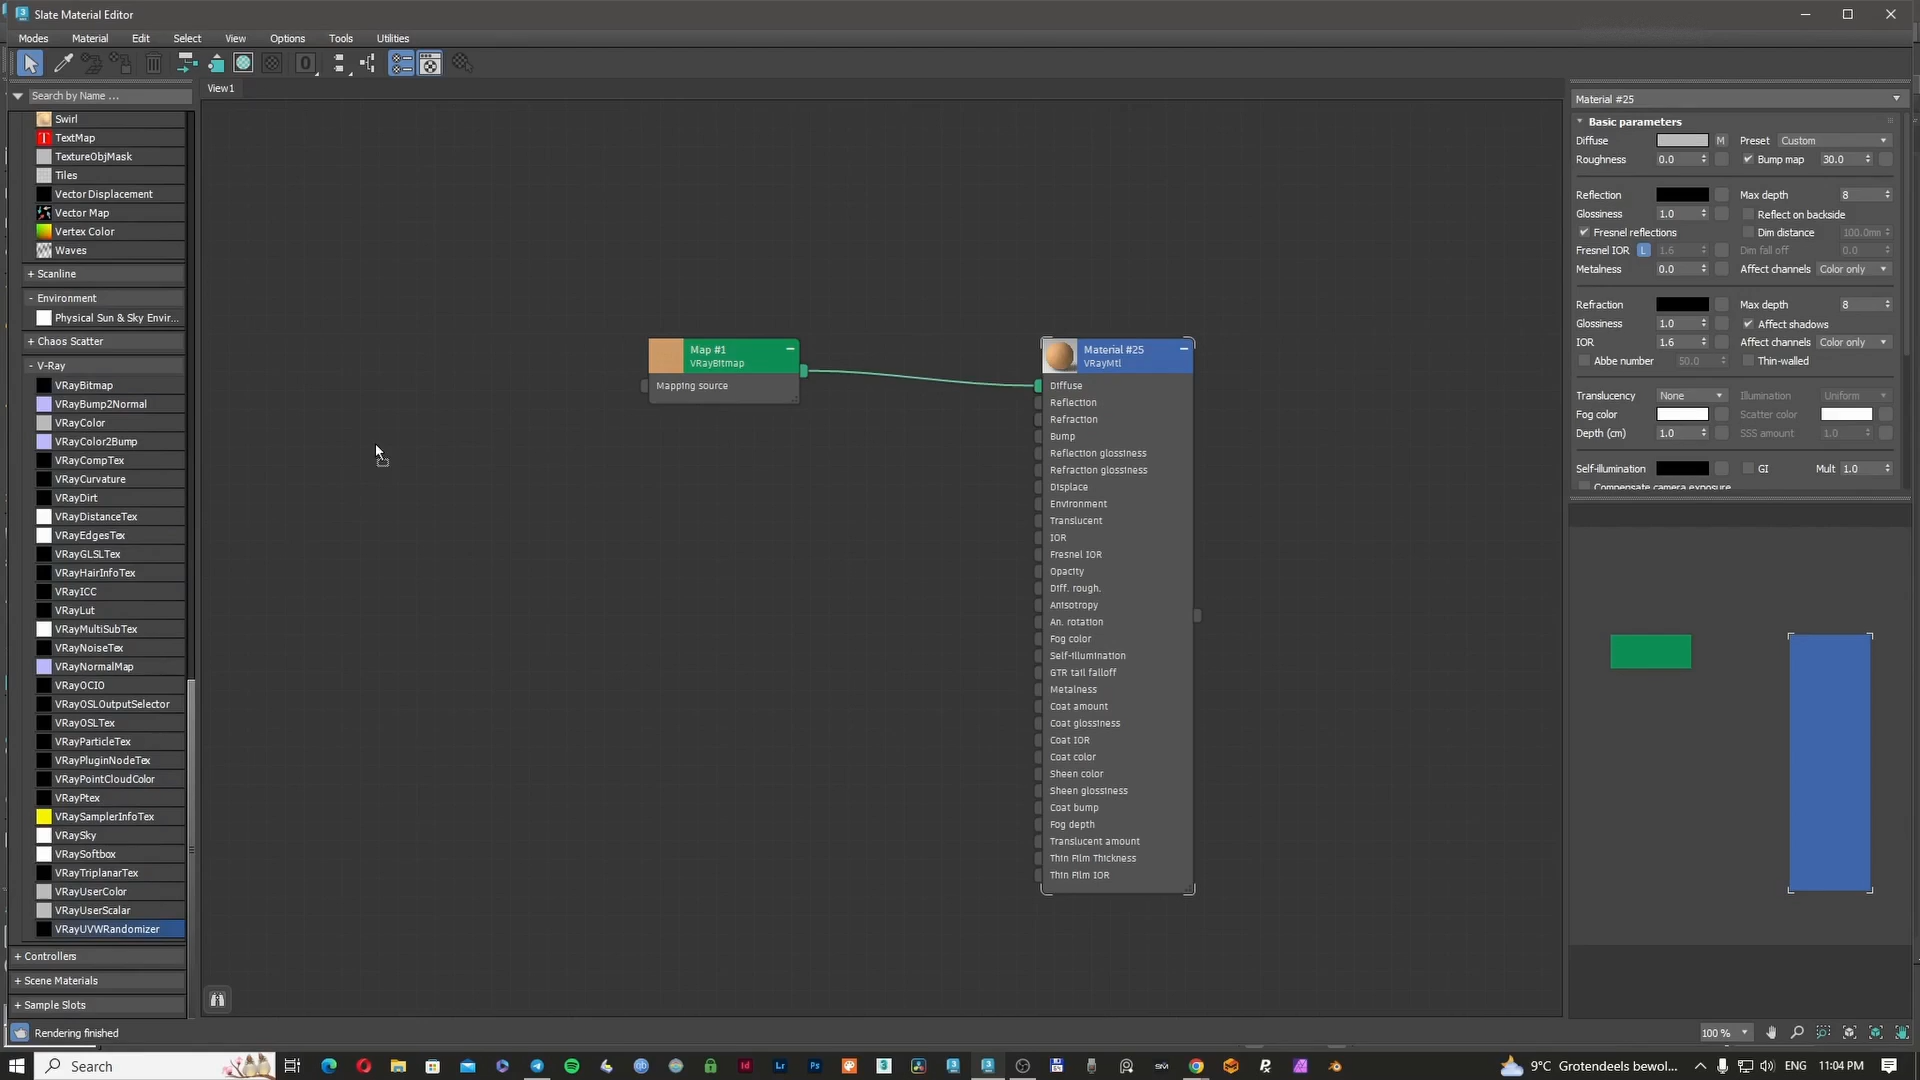 Slate Material Editor
Modes Material Edit Select View Options Tools Utilities
Search by Name ...
View1
Swirl
TextMap
TextureObjMask
Tiles
Vector Displacement
Vector Map
Vertex Color
Waves
+ Scanline
- Environment
Physical Sun & Sky Envir...
+ Chaos Scatter
- V-Ray
VRayBitmap
VRayBump2Normal
VRayColor
VRayColor2Bump
VRayCompTex
VRayCurvature
VRayDirt
VRayDistanceTex
VRayEdgesTex
VRayGLSLTex
VRayHairInfoTex
VRayICC
VRayLut
VRayMultiSubTex
VRayNoiseTex
VRayNormalMap
VRayOCIO
VRayOSLOutputSelector
VRayOSLTex
VRayParticleTex
VRayPluginNodeTex
VRayPointCloudColor
VRayPtex
VRaySamplerInfoTex
VRaySky
VRaySoftbox
VRayTriplanarTex
VRayUserColor
VRayUserScalar
VRayUVWRandomizer
+ Controllers
+ Scene Materials
+ Sample Slots
Map #1
VRayBitmap
Mapping source
Material #25
VRayMtl
Diffuse
Reflection
Refraction
Bump
Reflection glossiness
Refraction glossiness
Displace
Environment
Translucent
IOR
Fresnel IOR
Opacity
Diff. rough.
Anisotropy
An. rotation
Fog color
Self-illumination
GTR tail falloff
Metalness
Coat amount
Coat glossiness
Coat IOR
Coat color
Sheen color
Sheen glossiness
Coat bump
Fog depth
Translucent amount
Thin Film Thickness
Thin Film IOR
Material #25
Basic parameters
Diffuse M Preset Custom
Roughness 0.0 Bump map 30.0
Reflection Max depth 8
Glossiness 1.0 Reflect on backside
Fresnel reflections Dim distance 100.0mr
Fresnel IOR L 1.6 Dim fall off 0.0
Metalness 0.0 Affect channels Color only
Refraction Max depth 8
Glossiness 1.0 Affect shadows
IOR 1.6 Affect channels Color only
Abbe number 50.0 Thin-walled
Translucency None Illumination Uniform
Fog color Scatter color
Depth (cm) 1.0 SSS amount 1.0
Self-illumination GI Mult 1.0
Compensate camera exposure
Rendering finished
100 %
Search
9°C Grotendeels bewol...
ENG 11:04 PM